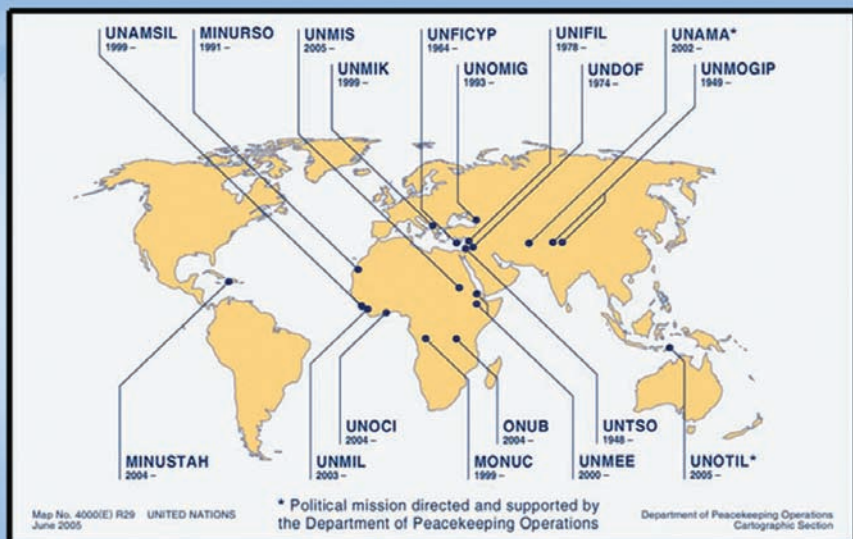 UNAMSIL
1999 –
MINURSO
1991 –
UNMIS
2005 –
UNFICYP
1964 –
UNIFIL
1978 –
UNAMA*
2002 –
UNMIK
1999 –
UNOMIG
1993 –
UNDOF
1974 –
UNMOGIP
1949 –
UNOCI
2004 –
ONUB
2004 –
UNTSO
1948 –
MINUSTAH
2004 –
UNMIL
2003 –
MONUC
1999 –
UNMEE
2000 –
UNOTIL*
2005 –
Map No. 4000(E) R29 UNITED NATIONS
June 2005
* Political mission directed and supported by
the Department of Peacekeeping Operations
Department of Peacekeeping Operations
Cartographic Section